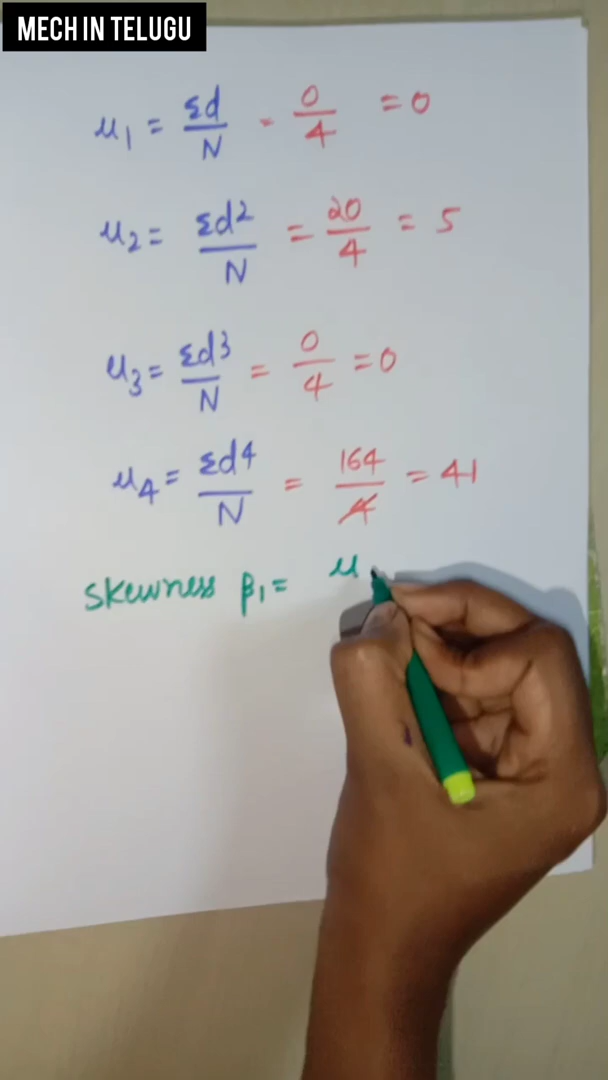 MECH IN TELUGU
μ1 = Σd/N - 0/4 = 0
μ2 = Σd2/N = 20/4 = 5
μ3 = Σd3/N = 0/4 = 0
μ4 = Σd4/N = 164/4 = 41
Skewness β1 = μ